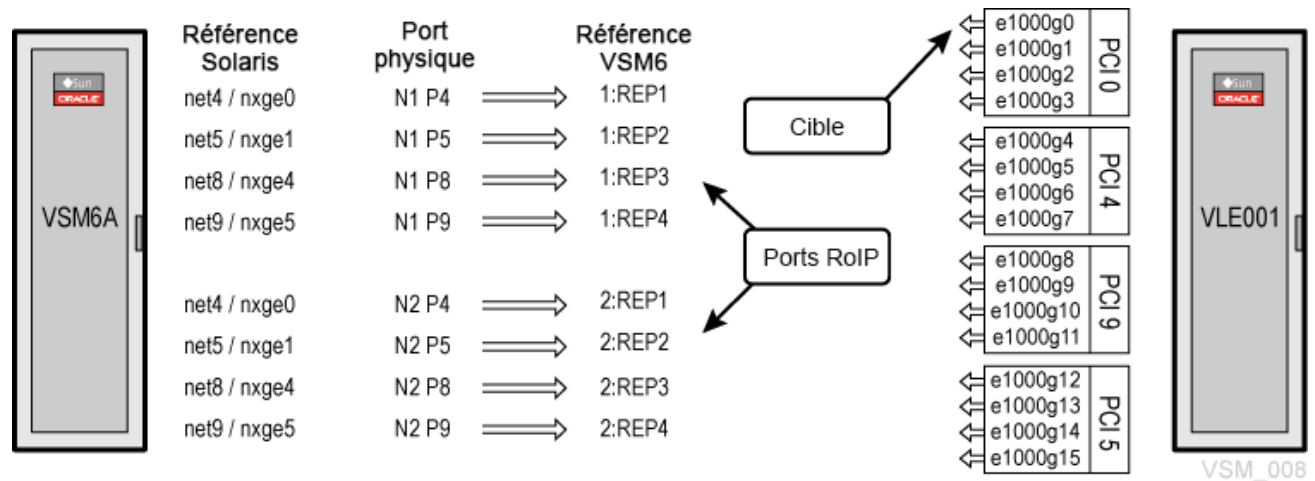 Sun
ORACLE
VSM6A
Référence
Solaris
Port
physique
Référence
VSM6
net4 / nxge0 N1 P4 1:REP1
net5 / nxge1 N1 P5 1:REP2
net8 / nxge4 N1 P8 1:REP3
net9 / nxge5 N1 P9 1:REP4
net4 / nxge0 N2 P4 2:REP1
net5 / nxge1 N2 P5 2:REP2
net8 / nxge4 N2 P8 2:REP3
net9 / nxge5 N2 P9 2:REP4
Cible
Ports RoIP
e1000g0
e1000g1
e1000g2
e1000g3
PCI 0
e1000g4
e1000g5
e1000g6
e1000g7
PCI 4
e1000g8
e1000g9
e1000g10
e1000g11
PCI 9
e1000g12
e1000g13
e1000g14
e1000g15
PCI 5
Sun
ORACLE
VLE001
VSM_008